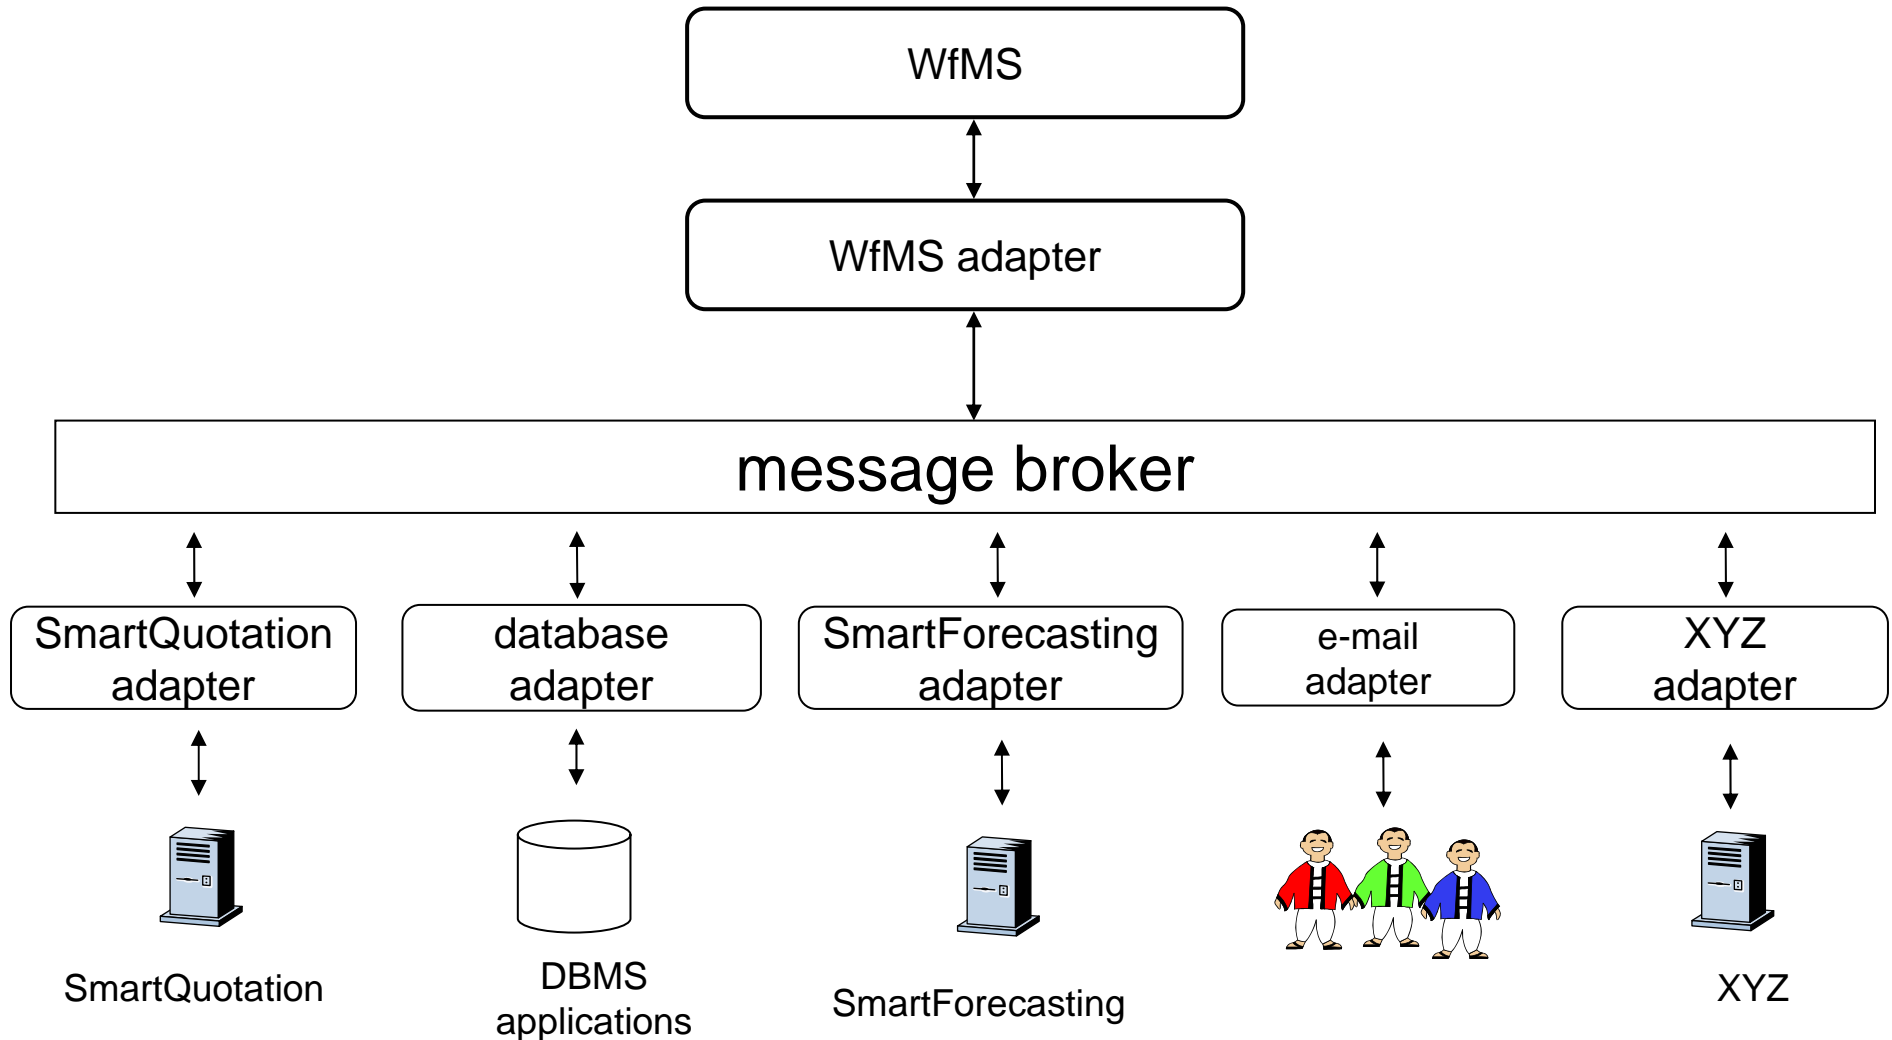 WfMS
WfMS adapter
message broker
SmartQuotation
adapter
database
adapter
SmartForecasting
adapter
e-mail
adapter
XYZ
adapter
SmartQuotation
DBMS
applications
SmartForecasting
XYZ